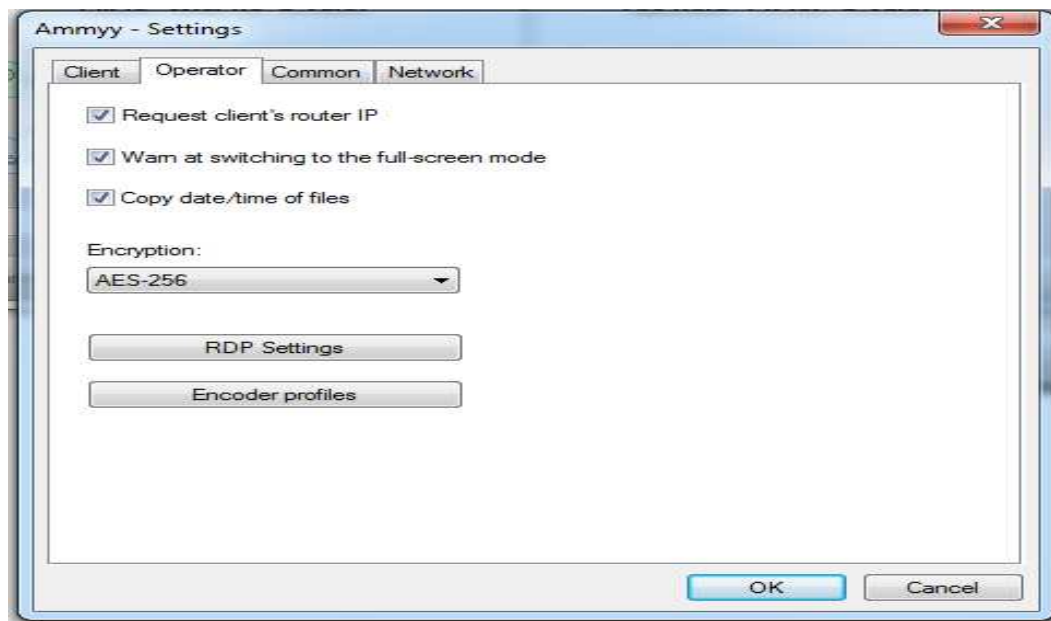 Ammyy - Settings
Client Operator Common Network
Request client's router IP
Warn at switching to the full-screen mode
Copy date/time of files
Encryption:
AES-256
RDP Settings
Encoder profiles
OK Cancel